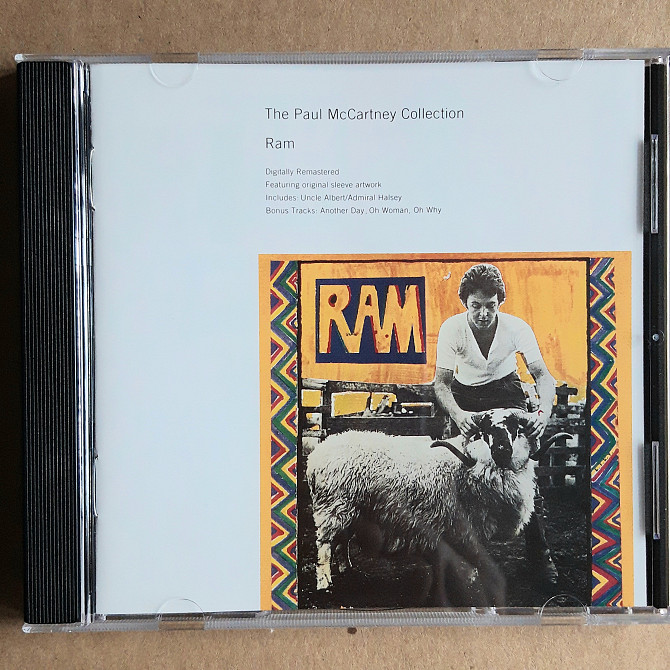 The Paul McCartney Collection
Ram
Digitally Remastered
Featuring original sleeve artwork
Includes: Uncle Albert/Admiral Halsey
Bonus Tracks: Another Day, Oh Woman, Oh Why
RAM